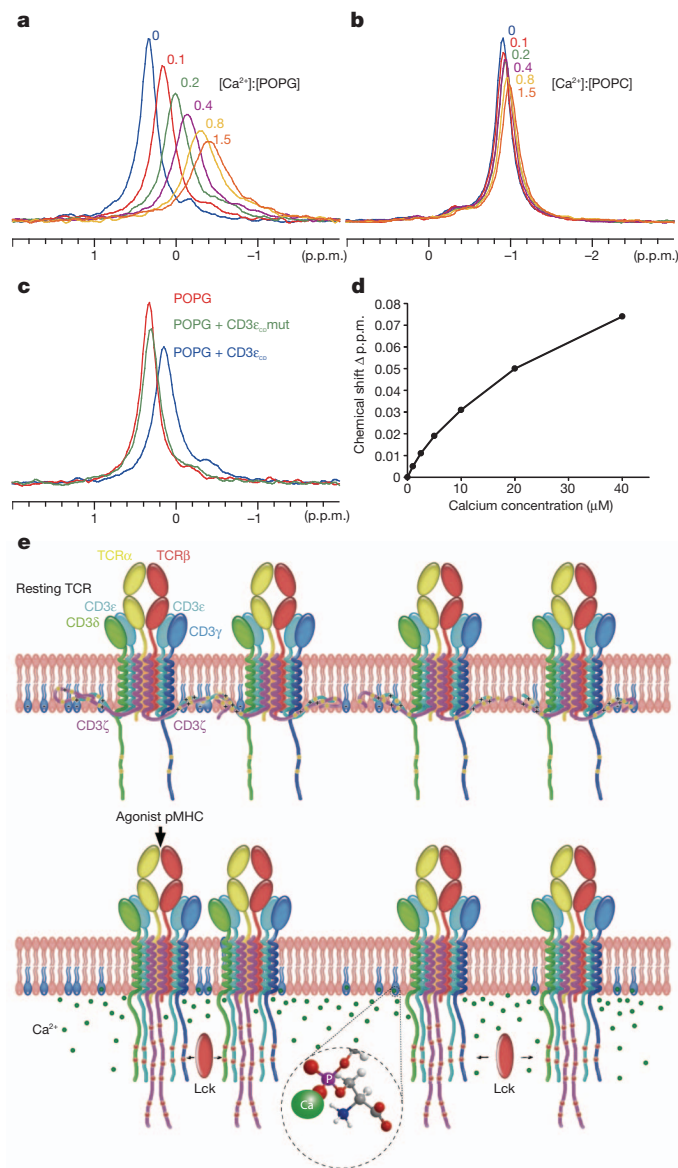 a
0
0.1
0.2
0.4
0.8
1.5
[Ca²⁺]:[POPG]
1 0 –1 (p.p.m.)
b
0
0.1
0.2
0.4
0.8
1.5
[Ca²⁺]:[POPC]
0 –1 –2 (p.p.m.)
c
POPG
POPG + CD3εCDmut
POPG + CD3εCD
1 0 –1 (p.p.m.)
d
Chemical shift Δ p.p.m.
0.08
0.07
0.06
0.05
0.04
0.03
0.02
0.01
0
0 10 20 30 40
Calcium concentration (μM)
e
Resting TCR
TCRα TCRβ
CD3ε CD3ε
CD3δ CD3γ
CD3ζ CD3ζ
Agonist pMHC
Ca²⁺
Lck Lck
P
Ca